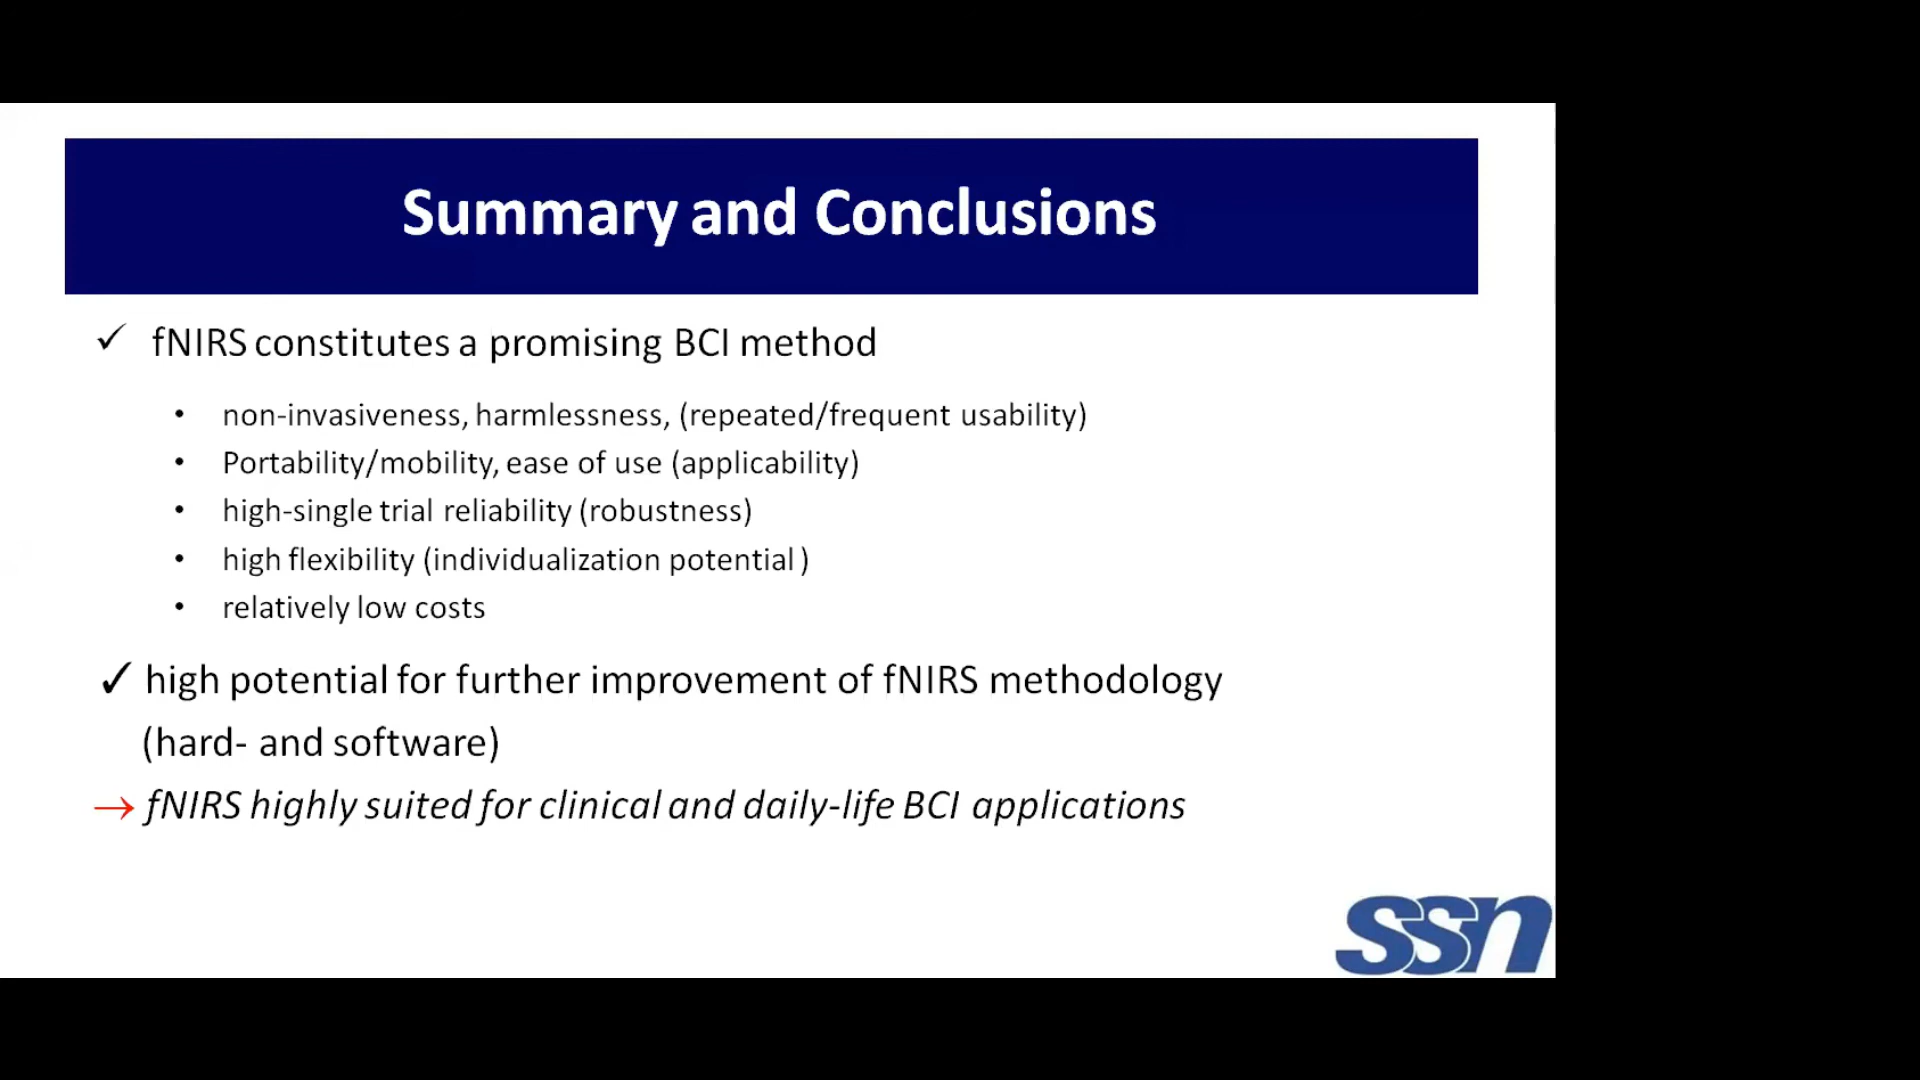 Summary and Conclusions
✓ fNIRS constitutes a promising BCI method
• non-invasiveness, harmlessness, (repeated/frequent usability)
• Portability/mobility, ease of use (applicability)
• high-single trial reliability (robustness)
• high flexibility (individualization potential )
• relatively low costs
✓ high potential for further improvement of fNIRS methodology
(hard- and software)
→ fNIRS highly suited for clinical and daily-life BCI applications
ssn